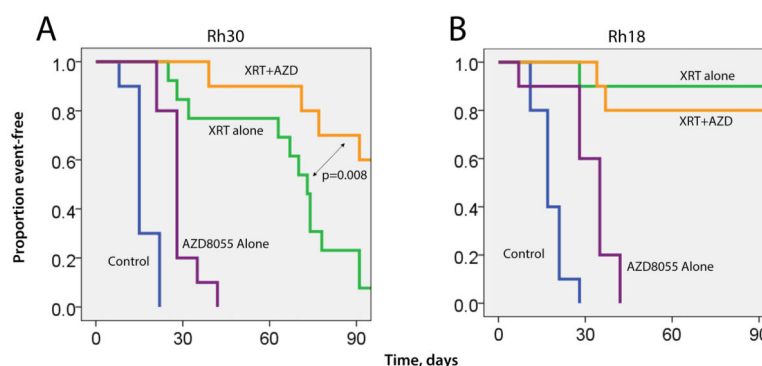 A
Rh30
Proportion event-free
1.0
0.8
0.6
0.4
0.2
0.0
XRT+AZD
XRT alone
p=0.008
Control
AZD8055 Alone
0
30
60
90
B
Rh18
1.0
0.8
0.6
0.4
0.2
0.0
XRT alone
XRT+AZD
Control
AZD8055 Alone
0
30
60
90
Time, days